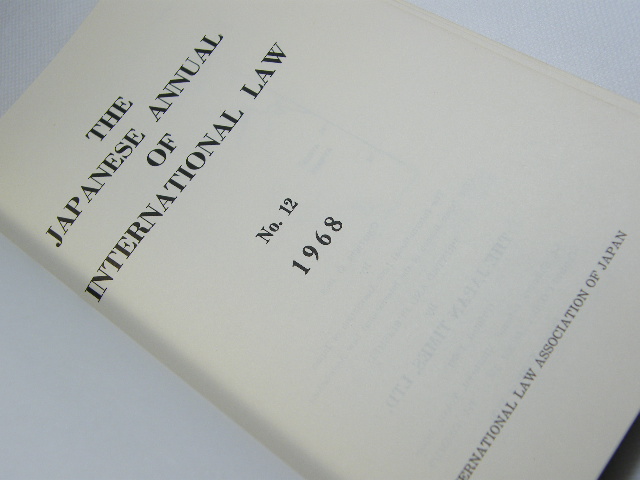 THE
JAPANESE ANNUAL
OF
INTERNATIONAL LAW
No. 12
1968
ERNATIONAL LAW ASSOCIATION OF JAPAN